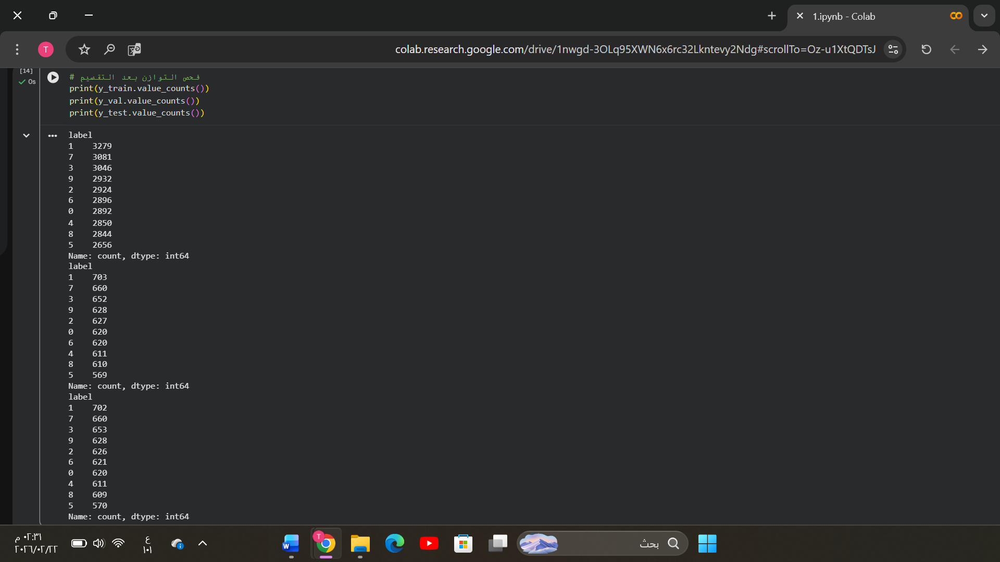 1.ipynb - Colab
colab.research.google.com/drive/1nwgd-3OLq95XWN6x6rc32Lkntevy2Ndg#scrollTo=Oz-u1XtQDTsJ
T
[14]
0s
# فحص التوازن بعد التقسيم
print(y_train.value_counts())
print(y_val.value_counts())
print(y_test.value_counts())
label
1    3279
7    3081
3    3046
9    2932
2    2924
6    2896
0    2892
4    2850
8    2844
5    2656
Name: count, dtype: int64
label
1    703
7    660
3    652
9    628
2    627
0    620
6    620
4    611
8    610
5    569
Name: count, dtype: int64
label
1    702
7    660
3    653
9    628
2    626
6    621
0    620
4    611
8    609
5    570
Name: count, dtype: int64
٠٢:٣١ م
٢٠٢٦/٠٢/٢٢
ع
١٠١
W
T
بحث